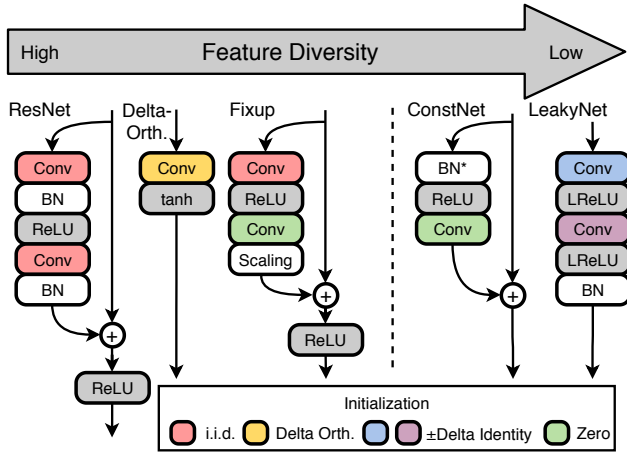 High Feature Diversity Low
ResNet
Conv
BN
ReLU
Conv
BN
+
ReLU
Delta-
Orth.
Conv
tanh
Fixup
Conv
ReLU
Conv
Scaling
+
ReLU
ConstNet
BN*
ReLU
Conv
+
LeakyNet
Conv
LReLU
Conv
LReLU
BN
Initialization
i.i.d. Delta Orth. ±Delta Identity Zero